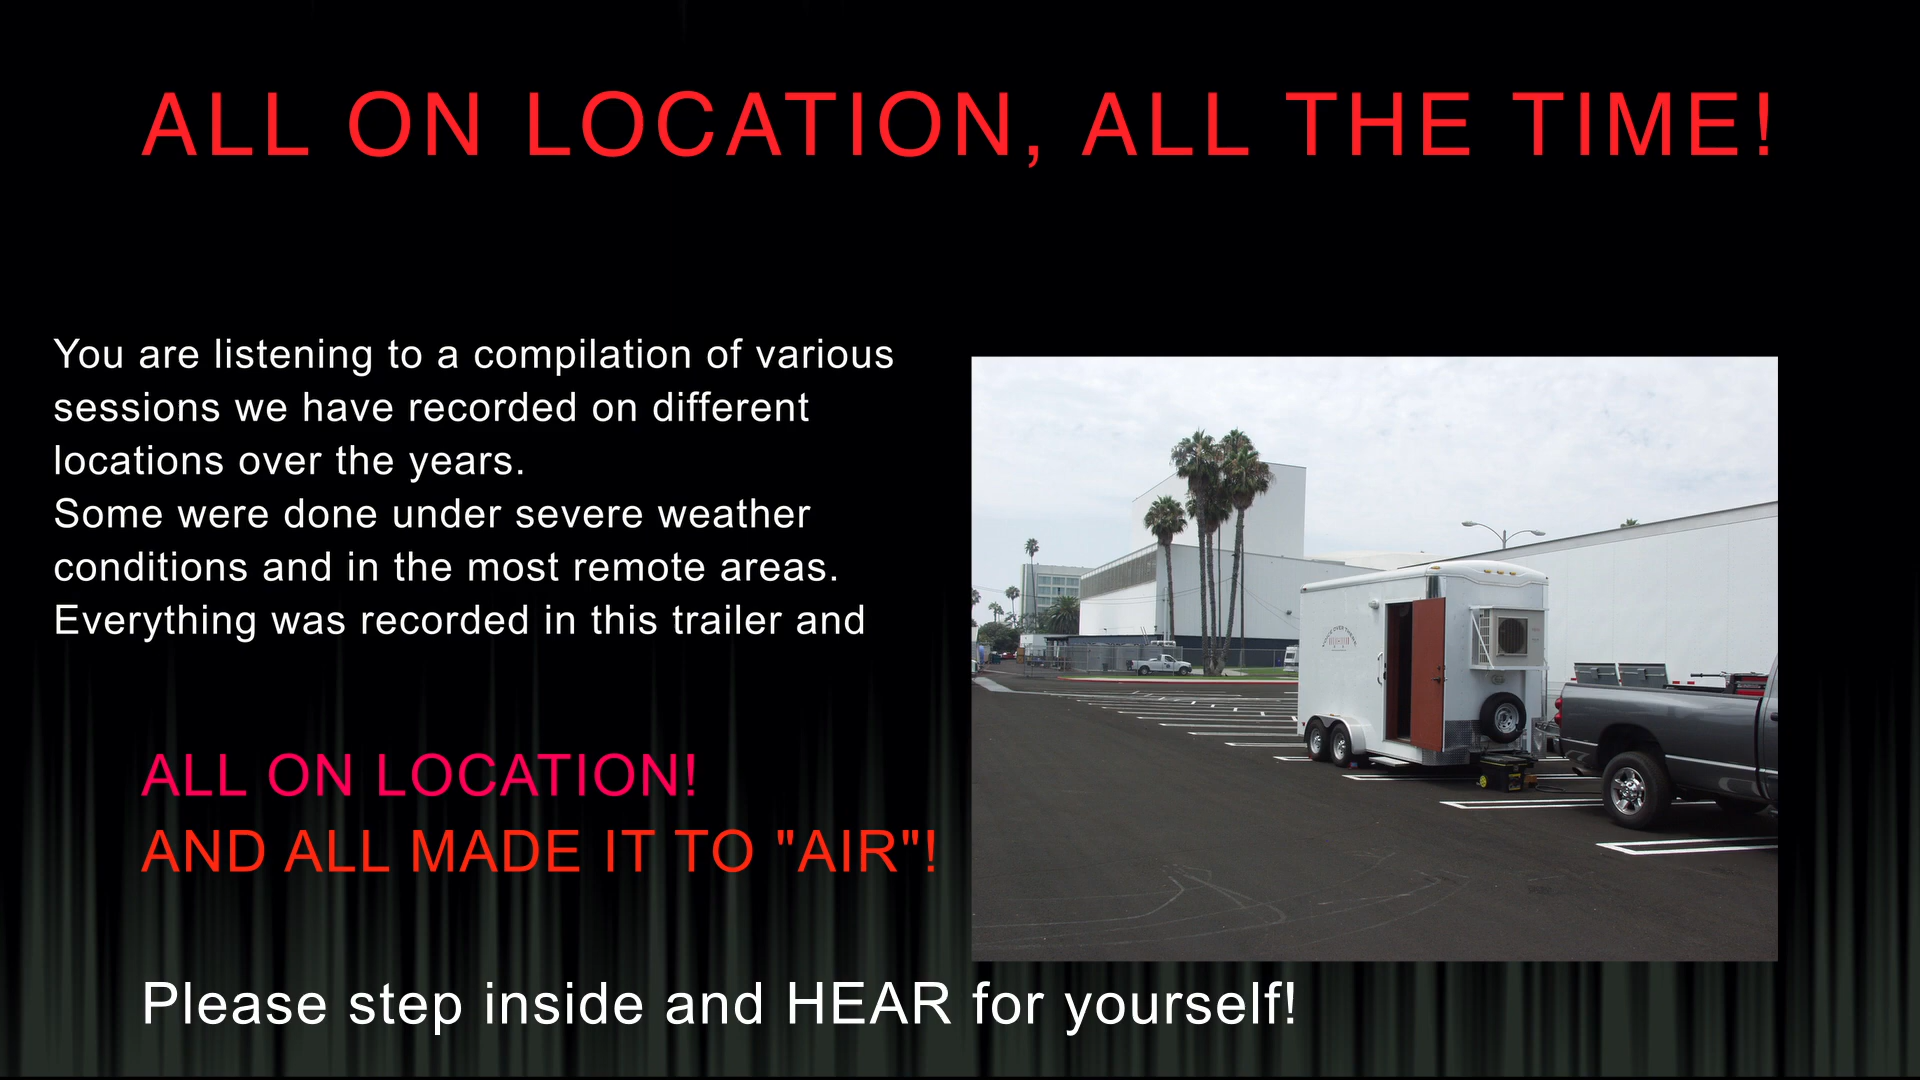 ALL ON LOCATION, ALL THE TIME!
You are listening to a compilation of various
sessions we have recorded on different
locations over the years.
Some were done under severe weather
conditions and in the most remote areas.
Everything was recorded in this trailer and
ALL ON LOCATION!
AND ALL MADE IT TO "AIR"!
Please step inside and HEAR for yourself!